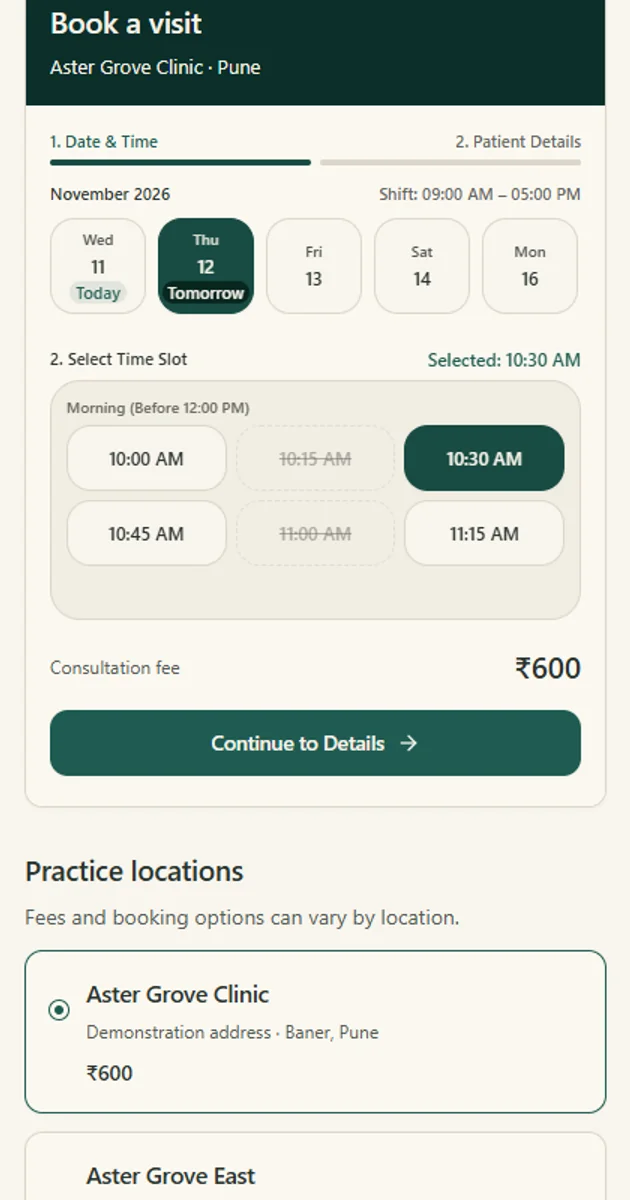 Book a visit
Aster Grove Clinic · Pune
1. Date & Time 2. Patient Details
November 2026 Shift: 09:00 AM – 05:00 PM
Wed Thu Fri Sat Mon
11 12 13 14 16
Today Tomorrow
2. Select Time Slot Selected: 10:30 AM
Morning (Before 12:00 PM)
10:00 AM 10:15 AM 10:30 AM
10:45 AM 11:00 AM 11:15 AM
Consultation fee ₹600
Continue to Details →
Practice locations
Fees and booking options can vary by location.
Aster Grove Clinic
Demonstration address · Baner, Pune
₹600
Aster Grove East